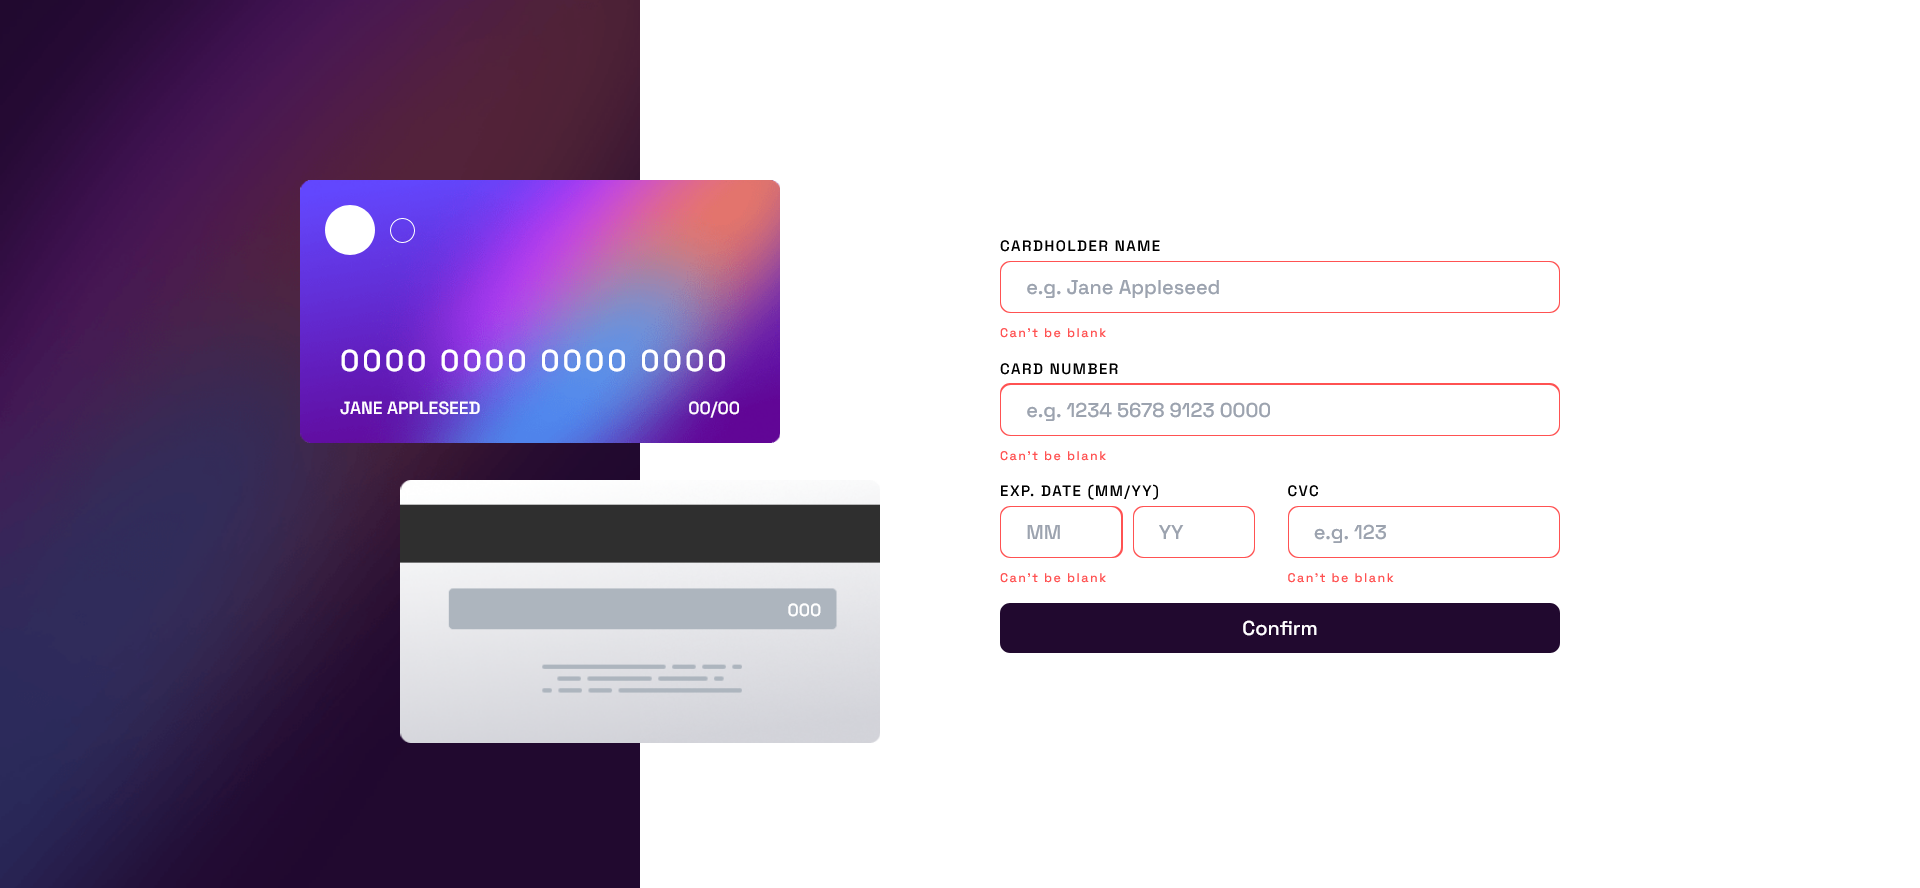 0000 0000 0000 0000
JANE APPLESEED 00/00
000
CARDHOLDER NAME
e.g. Jane Appleseed
Can't be blank
CARD NUMBER
e.g. 1234 5678 9123 0000
Can't be blank
EXP. DATE (MM/YY) CVC
MM YY e.g. 123
Can't be blank Can't be blank
Confirm